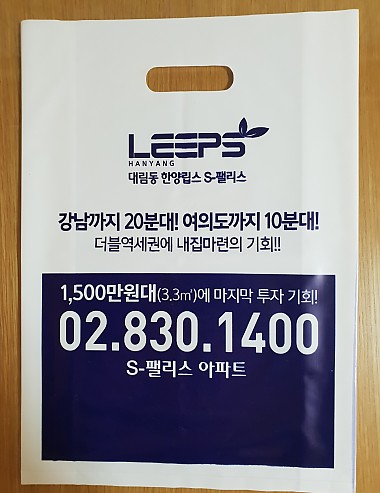 LEEPS
HANYANG
대림동 한양립스 S-팰리스
강남까지 20분대! 여의도까지 10분대!
더블역세권에 내집마련의 기회!!
1,500만원대(3.3㎡)에 마지막 투자 기회!
02.830.1400
S-팰리스 아파트